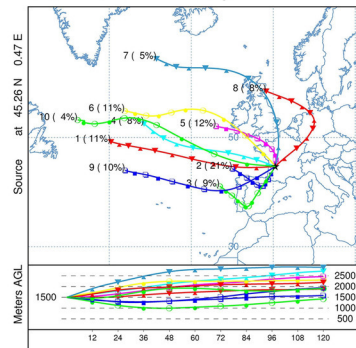 Source at 45.26 N 0.47 E
7 ( 5%)
8 ( 8%)
6 (11%)
10 ( 4%)
4 ( 8%)
5 (12%)
1 (11%)
2 (21%)
9 (10%)
3 ( 9%)
50
30
Meters AGL
1500
2500
2000
1500
1000
500
12 24 36 48 60 72 84 96 108 120